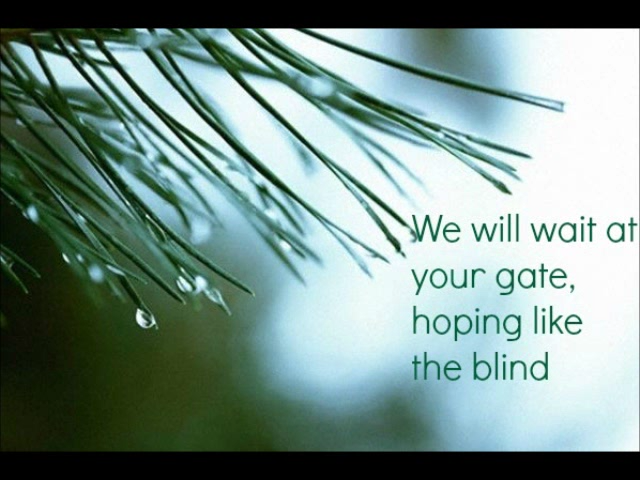 We will wait at
your gate,
hoping like
the blind